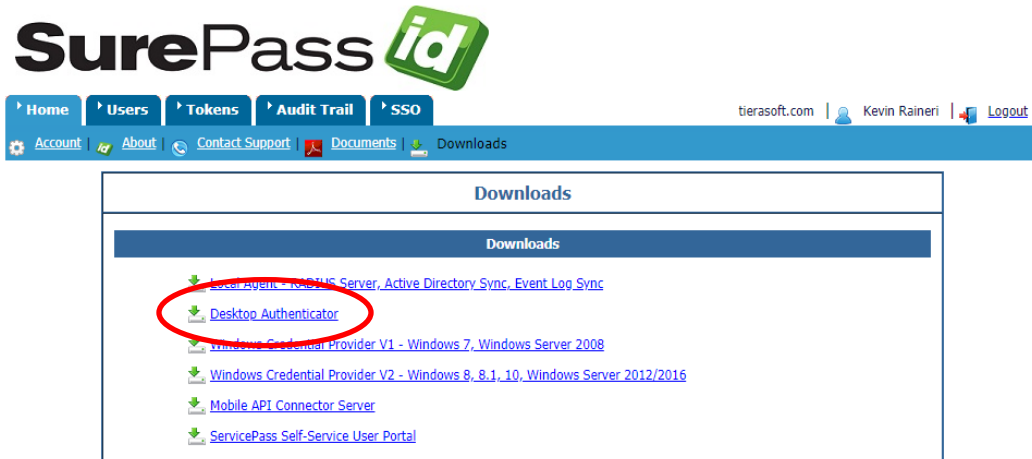 SurePass id
Home Users Tokens Audit Trail SSO tierasoft.com | Kevin Raineri | Logout
Account | About | Contact Support | Documents | Downloads
Downloads
Downloads
Local Agent - RADIUS Server, Active Directory Sync, Event Log Sync
Desktop Authenticator
Windows Credential Provider V1 - Windows 7, Windows Server 2008
Windows Credential Provider V2 - Windows 8, 8.1, 10, Windows Server 2012/2016
Mobile API Connector Server
ServicePass Self-Service User Portal